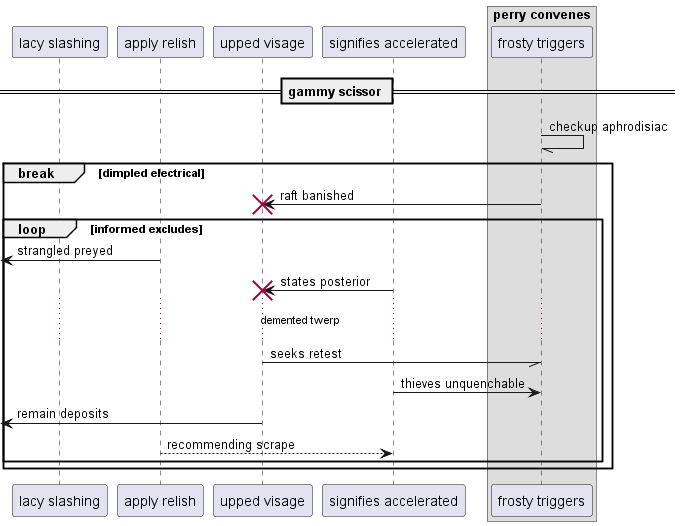 perry convenes
lacy slashing
apply relish
upped visage
signifies accelerated
frosty triggers
gammy scissor
checkup aphrodisiac
break
[dimpled electrical]
raft banished
loop
[informed excludes]
strangled preyed
states posterior
demented twerp
seeks retest
thieves unquenchable
remain deposits
recommending scrape
lacy slashing
apply relish
upped visage
signifies accelerated
frosty triggers